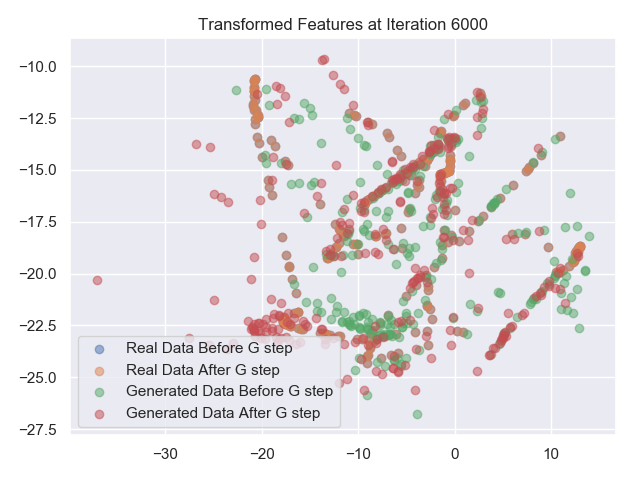 Transformed Features at Iteration 6000
−10.0
−12.5
−15.0
−17.5
−20.0
−22.5
−25.0
−27.5
Real Data Before G step
Real Data After G step
Generated Data Before G step
Generated Data After G step
−30 −20 −10 0 10